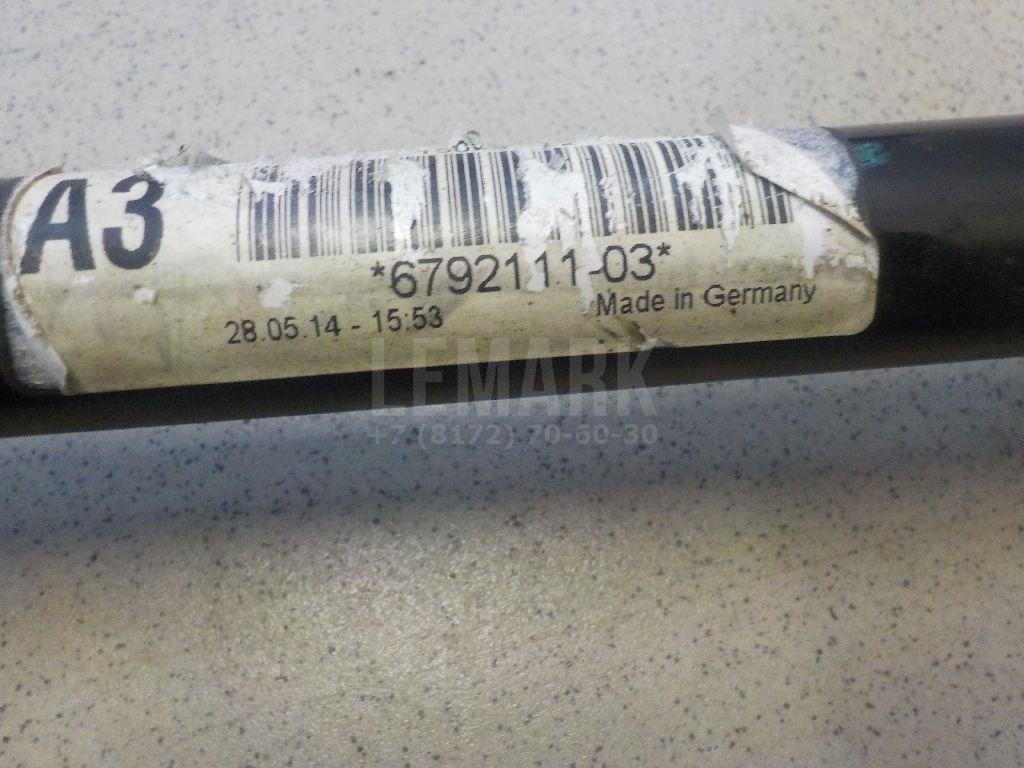 A3
*6792111-03*
28.05.14 - 15:53
Made in Germany
LEMARK
+7 (8172) 70-60-30